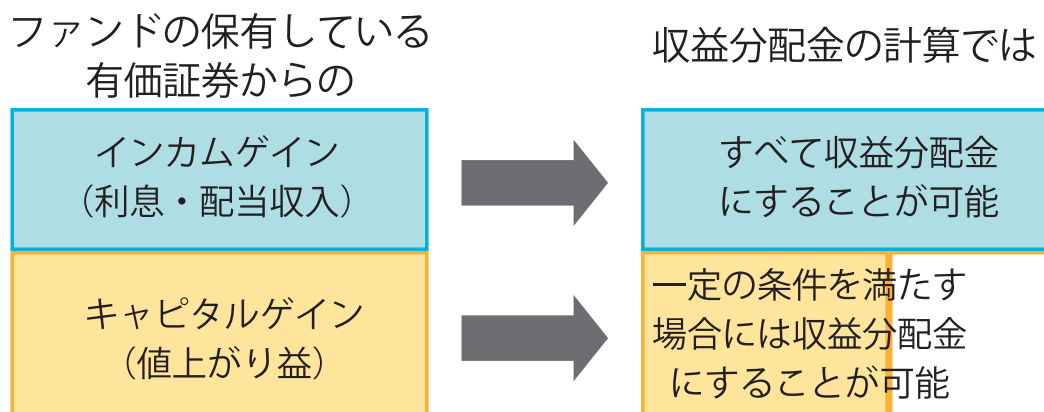 ファンドの保有している
有価証券からの
収益分配金の計算では
インカムゲイン
（利息・配当収入）
すべて収益分配金
にすることが可能
キャピタルゲイン
（値上がり益）
一定の条件を満たす
場合には収益分配金
にすることが可能